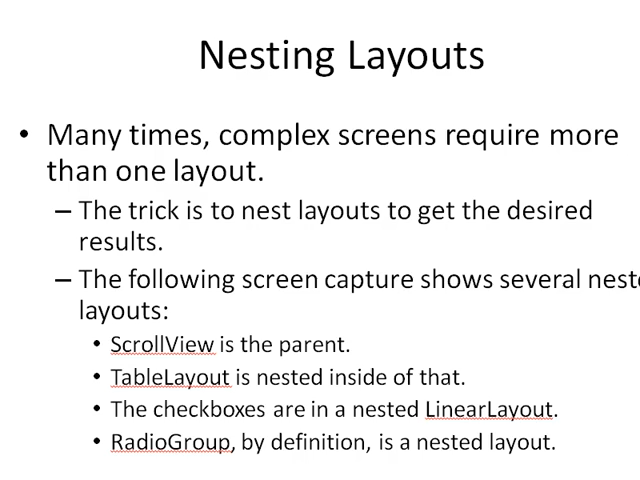 Nesting Layouts
• Many times, complex screens require more
than one layout.
– The trick is to nest layouts to get the desired
results.
– The following screen capture shows several neste
layouts:
• ScrollView is the parent.
• TableLayout is nested inside of that.
• The checkboxes are in a nested LinearLayout.
• RadioGroup, by definition, is a nested layout.